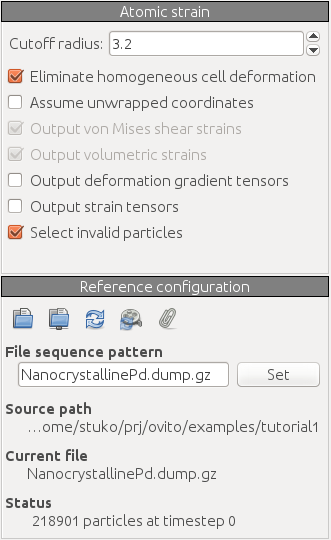 Atomic strain
Cutoff radius: 3.2
Eliminate homogeneous cell deformation
Assume unwrapped coordinates
Output von Mises shear strains
Output volumetric strains
Output deformation gradient tensors
Output strain tensors
Select invalid particles
Reference configuration
File sequence pattern
NanocrystallinePd.dump.gz Set
Source path
...ome/stuko/prj/ovito/examples/tutorial1
Current file
NanocrystallinePd.dump.gz
Status
218901 particles at timestep 0